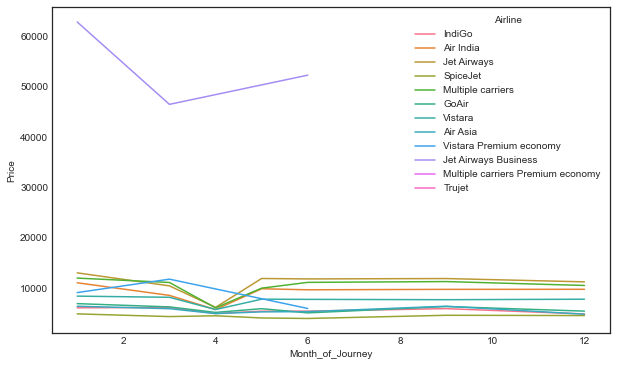 60000
50000
40000
30000
20000
10000
Price
2
4
6
8
10
12
Month_of_Journey
Airline
IndiGo
Air India
Jet Airways
SpiceJet
Multiple carriers
GoAir
Vistara
Air Asia
Vistara Premium economy
Jet Airways Business
Multiple carriers Premium economy
Trujet